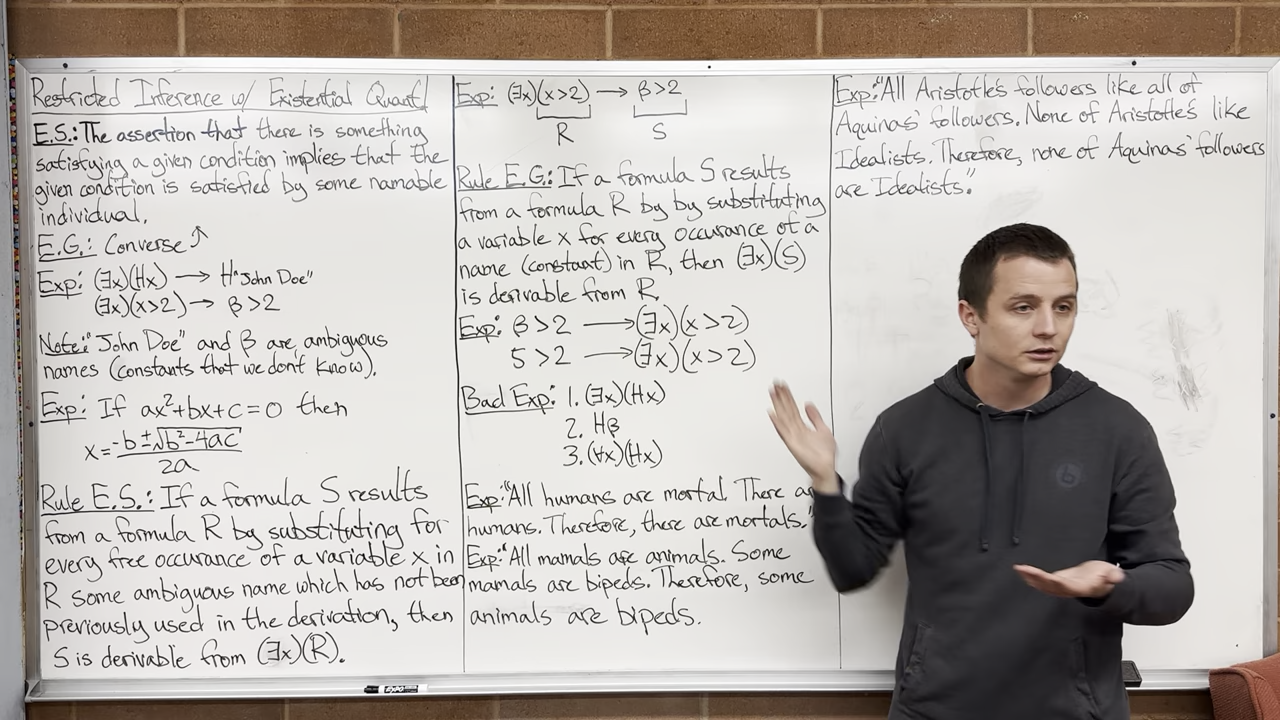 Restricted Inference w/ Existential Quant.
E.S.: The assertion that there is something
satisfying a given condition implies that the
given condition is satisfied by some namable
individual.
E.G.: Converse ↑
Exp: (∃x)(Hx) → H"John Doe"
(∃x)(x>2) → β>2
Note: "John Doe" and β are ambiguous
names (constants that we don't know).
Exp: If ax²+bx+c=0 then
x = -b±√b²-4ac / 2a
Rule E.S.: If a formula S results
from a formula R by substituting for
every free occurance of a variable x in
R some ambiguous name which has not been
previously used in the derivation, then
S is derivable from (∃x)(R).
Exp: (∃x)(x>2) → β>2
R S
Rule E.G.: If a formula S results
from a formula R by by substituting
a variable x for every occurance of a
name (constant) in R, then (∃x)(S)
is derivable from R.
Exp: β>2 → (∃x)(x>2)
5>2 → (∃x)(x>2)
Bad Exp: 1. (∃x)(Hx)
2. Hβ
3. (∀x)(Hx)
Exp: "All humans are mortal. There ar
humans. Therefore, there are mortals."
Exp: "All mamals are animals. Some
mamals are bipeds. Therefore, some
animals are bipeds.
Exp: "All Aristotle's followers like all of
Aquinas' followers. None of Aristotle's like
Idealists. Therefore, none of Aquinas' followers
are Idealists."
EXPO